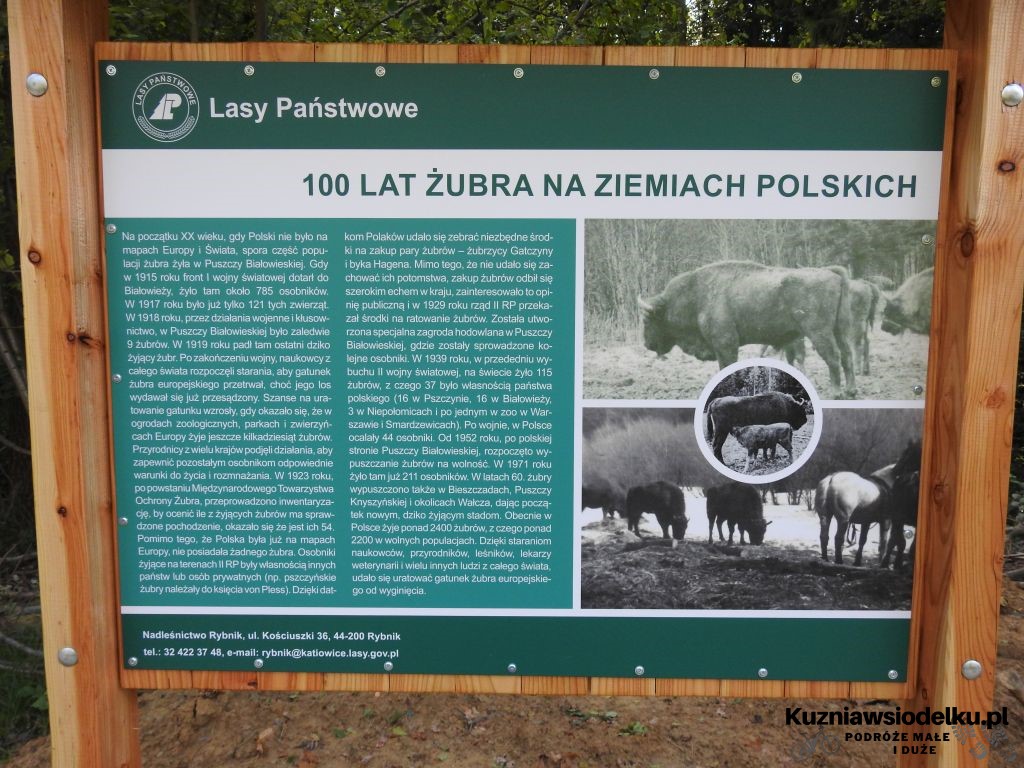 LASY PAŃSTWOWE
Lasy Państwowe
100 LAT ŻUBRA NA ZIEMIACH POLSKICH
Na początku XX wieku, gdy Polski nie było na
mapach Europy i Świata, spora część popu-
lacji żubra żyła w Puszczy Białowieskiej. Gdy
w 1915 roku front I wojny światowej dotarł do
Białowieży, żyło tam około 785 osobników.
W 1917 roku było już tylko 121 tych zwierząt.
W 1918 roku, przez działania wojenne i kłusow-
nictwo, w Puszczy Białowieskiej było zaledwie
9 żubrów. W 1919 roku padł tam ostatni dziko
żyjący żubr. Po zakończeniu wojny, naukowcy z
całego świata rozpoczęli starania, aby gatunek
żubra europejskiego przetrwał, choć jego los
wydawał się już przesądzony. Szanse na ura-
towanie gatunku wzrosły, gdy okazało się, że w
ogrodach zoologicznych, parkach i zwierzyń-
cach Europy żyje jeszcze kilkadziesiąt żubrów.
Przyrodnicy z wielu krajów podjęli działania, aby
zapewnić pozostałym osobnikom odpowiednie
warunki do życia i rozmnażania. W 1923 roku,
po powstaniu Międzynarodowego Towarzystwa
Ochrony Żubra, przeprowadzono inwentaryza-
cję, by ocenić ile z żyjących żubrów ma spraw-
dzone pochodzenie, okazało się że jest ich 54.
Pomimo tego, że Polska była już na mapach
Europy, nie posiadała żadnego żubra. Osobniki
żyjące na terenach II RP były własnością innych
państw lub osób prywatnych (np. pszczyńskie
żubry należały do księcia von Pless). Dzięki dat-
kom Polaków udało się zebrać niezbędne środ-
ki na zakup pary żubrów – żubrzycy Gatczyny
i byka Hagena. Mimo tego, że nie udało się za-
chować ich potomstwa, zakup żubrów odbił się
szerokim echem w kraju, zainteresowało to opi-
nię publiczną i w 1929 roku rząd II RP przeka-
zał środki na ratowanie żubrów. Została utwo-
rzona specjalna zagroda hodowlana w Puszczy
Białowieskiej, gdzie zostały sprowadzone ko-
lejne osobniki. W 1939 roku, w przededniu wy-
buchu II wojny światowej, na świecie żyło 115
żubrów, z czego 37 było własnością państwa
polskiego (16 w Pszczynie, 16 w Białowieży,
3 w Niepołomicach i po jednym w zoo w War-
szawie i Smardzewicach). Po wojnie, w Polsce
ocalały 44 osobniki. Od 1952 roku, po polskiej
stronie Puszczy Białowieskiej, rozpoczęto wy-
puszczanie żubrów na wolność. W 1971 roku
żyło tam już 211 osobników. W latach 60. żubry
wypuszczono także w Bieszczadach, Puszczy
Knyszyńskiej i okolicach Wałcza, dając począ-
tek nowym, dziko żyjącym stadom. Obecnie w
Polsce żyje ponad 2400 żubrów, z czego ponad
2200 w wolnych populacjach. Dzięki staraniom
naukowców, przyrodników, leśników, lekarzy
weterynarii i wielu innych ludzi z całego świata,
udało się uratować gatunek żubra europejskie-
go od wyginięcia.
Nadleśnictwo Rybnik, ul. Kościuszki 36, 44-200 Rybnik
tel.: 32 422 37 48, e-mail: rybnik@katiowice.lasy.gov.pl
Kuzniawsiodelku.pl
PODRÓŻE MAŁE
I DUŻE